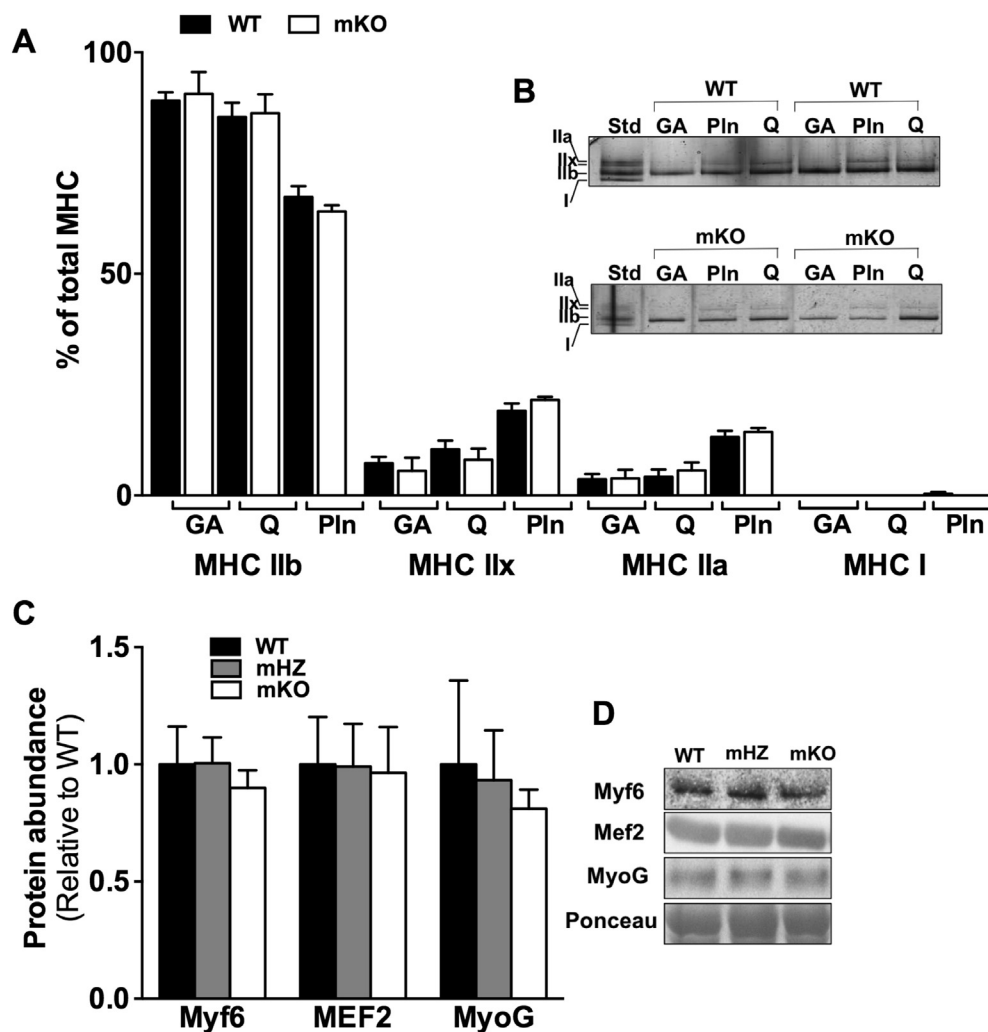 A
WT mKO
100
50
0
% of total MHC
GA Q Pln GA Q Pln GA Q Pln GA Q Pln
MHC IIb MHC IIx MHC IIa MHC I
B
WT WT
Std GA Pln Q GA Pln Q
IIa
IIx
IIb
I
mKO mKO
Std GA Pln Q GA Pln Q
IIa
IIx
IIb
I
C
WT
mHZ
mKO
1.5
1.0
0.5
0.0
Protein abundance
(Relative to WT)
Myf6 MEF2 MyoG
D
WT mHZ mKO
Myf6
Mef2
MyoG
Ponceau